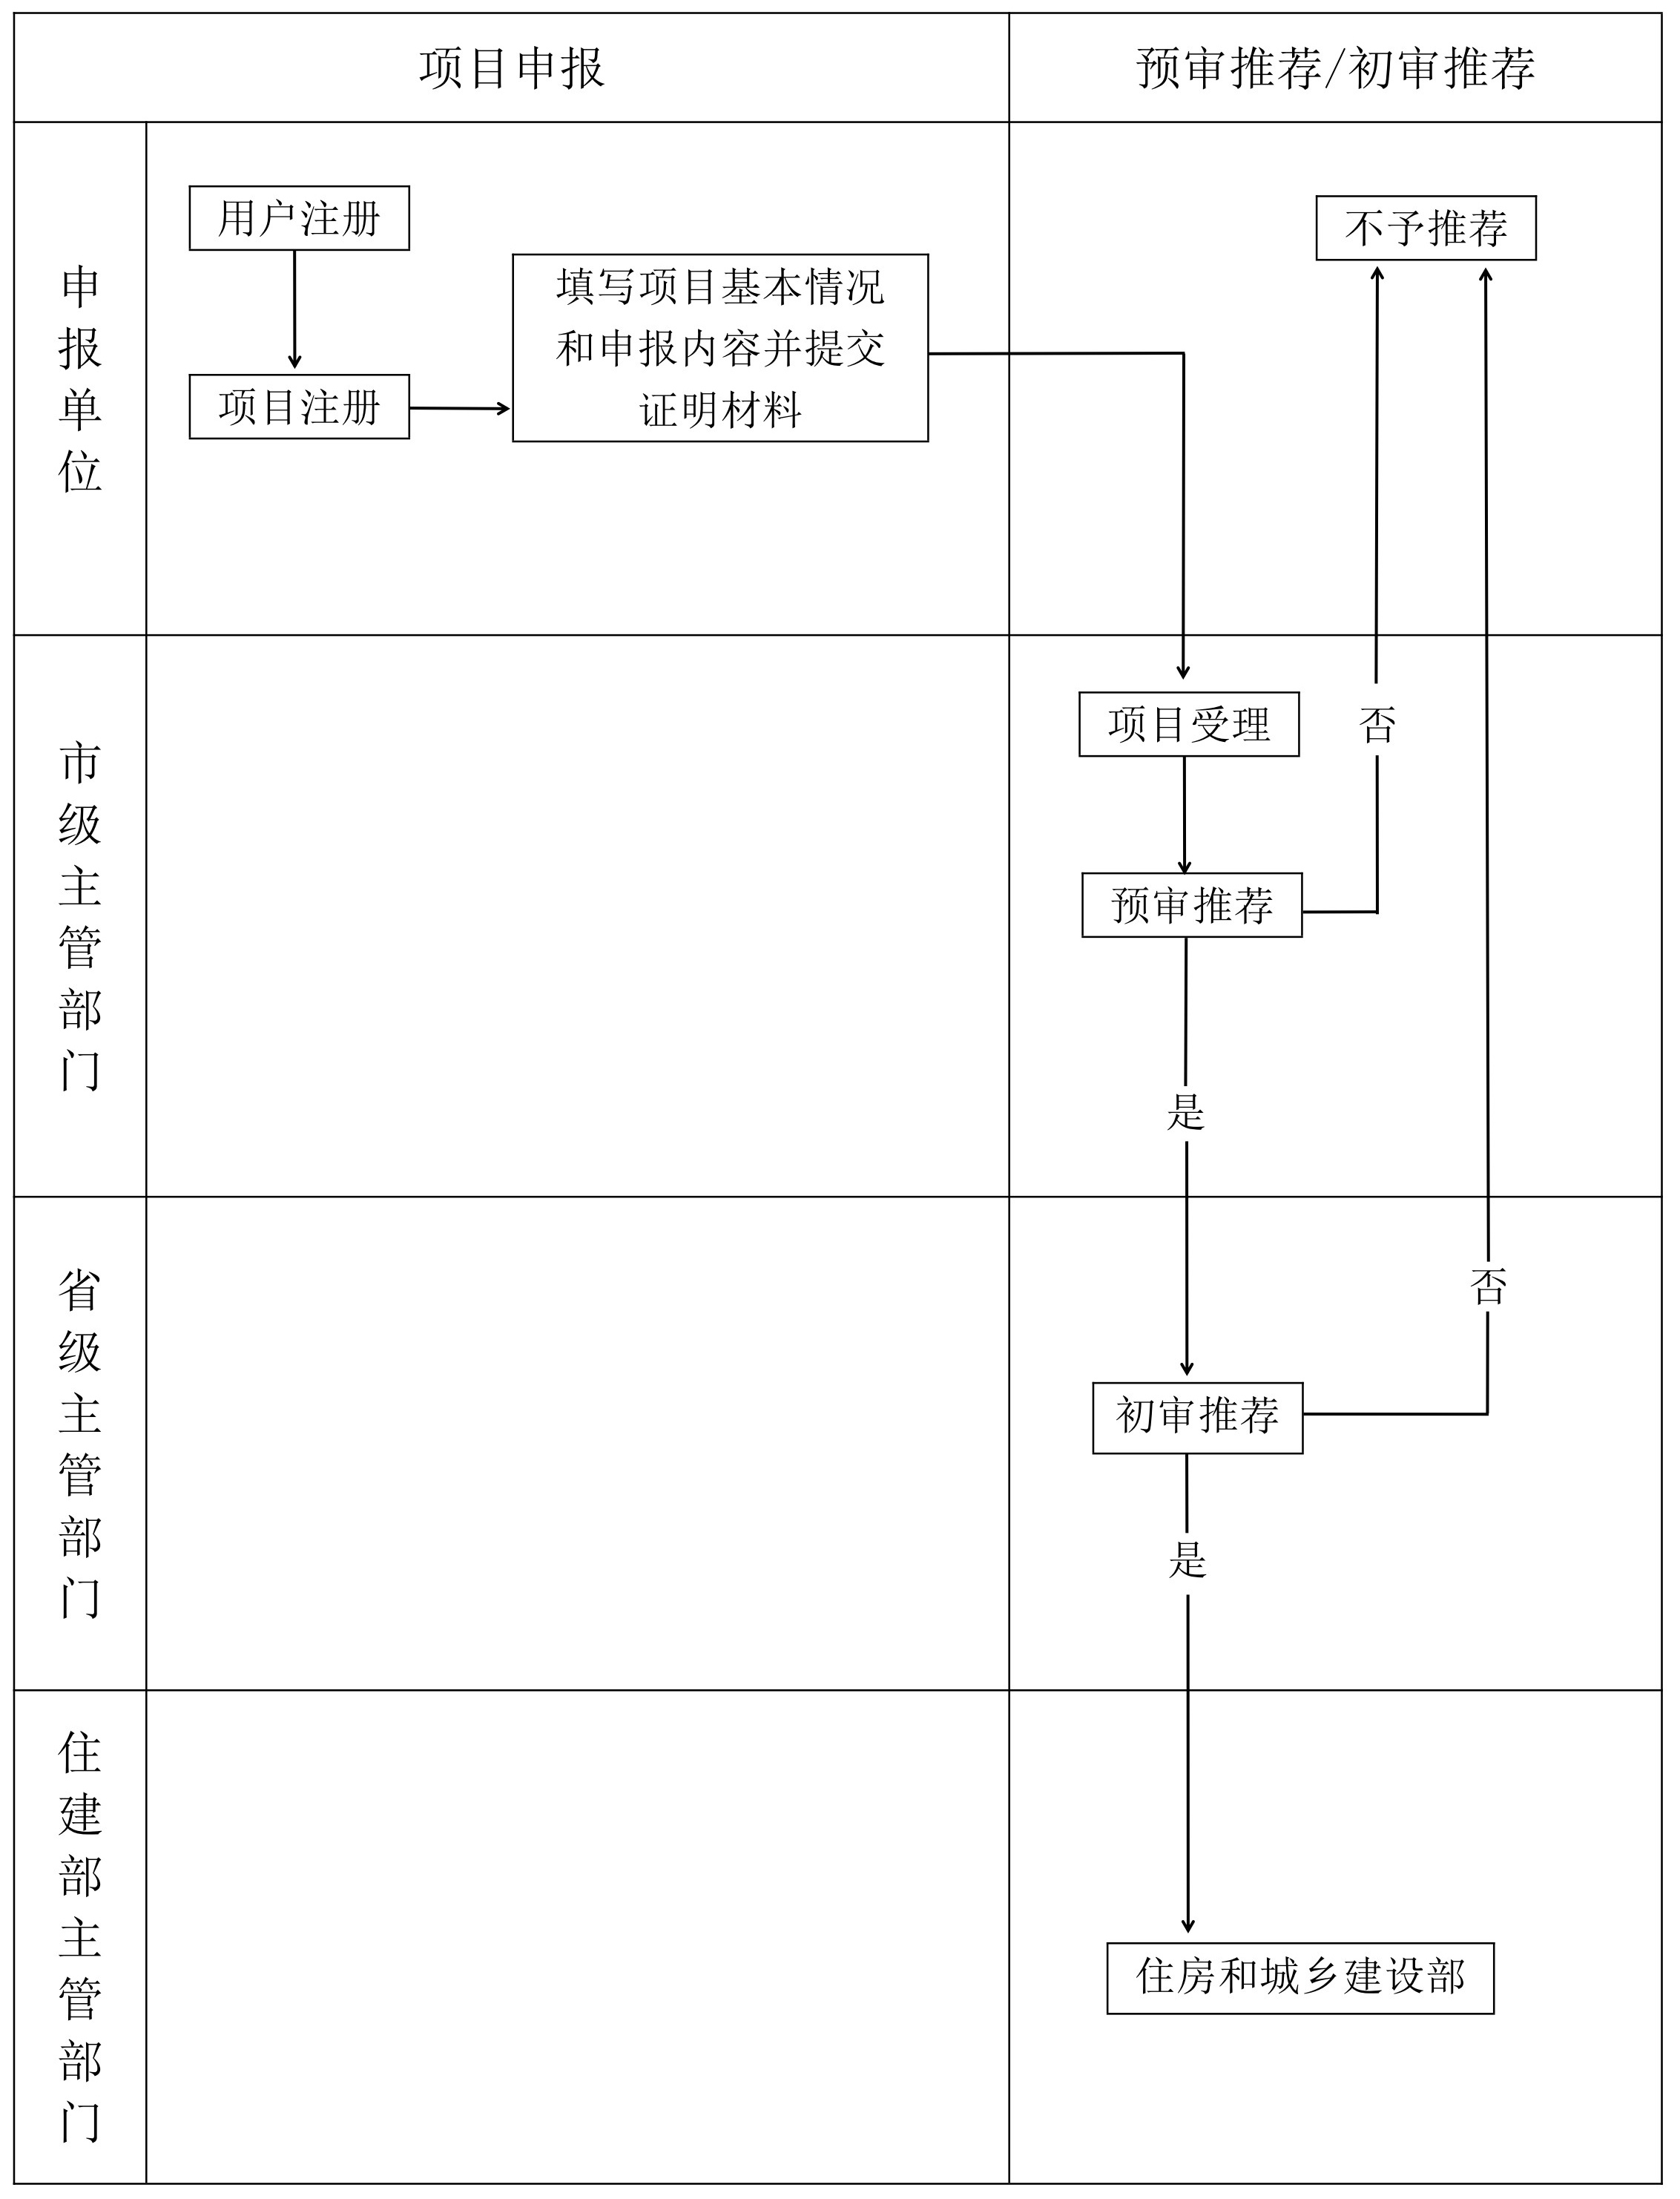 项目申报
预审推荐/初审推荐
申报单位
用户注册
项目注册
填写项目基本情况
和申报内容并提交
证明材料
不予推荐
市级主管部门
项目受理
否
预审推荐
是
省级主管部门
否
初审推荐
是
住建部主管部门
住房和城乡建设部